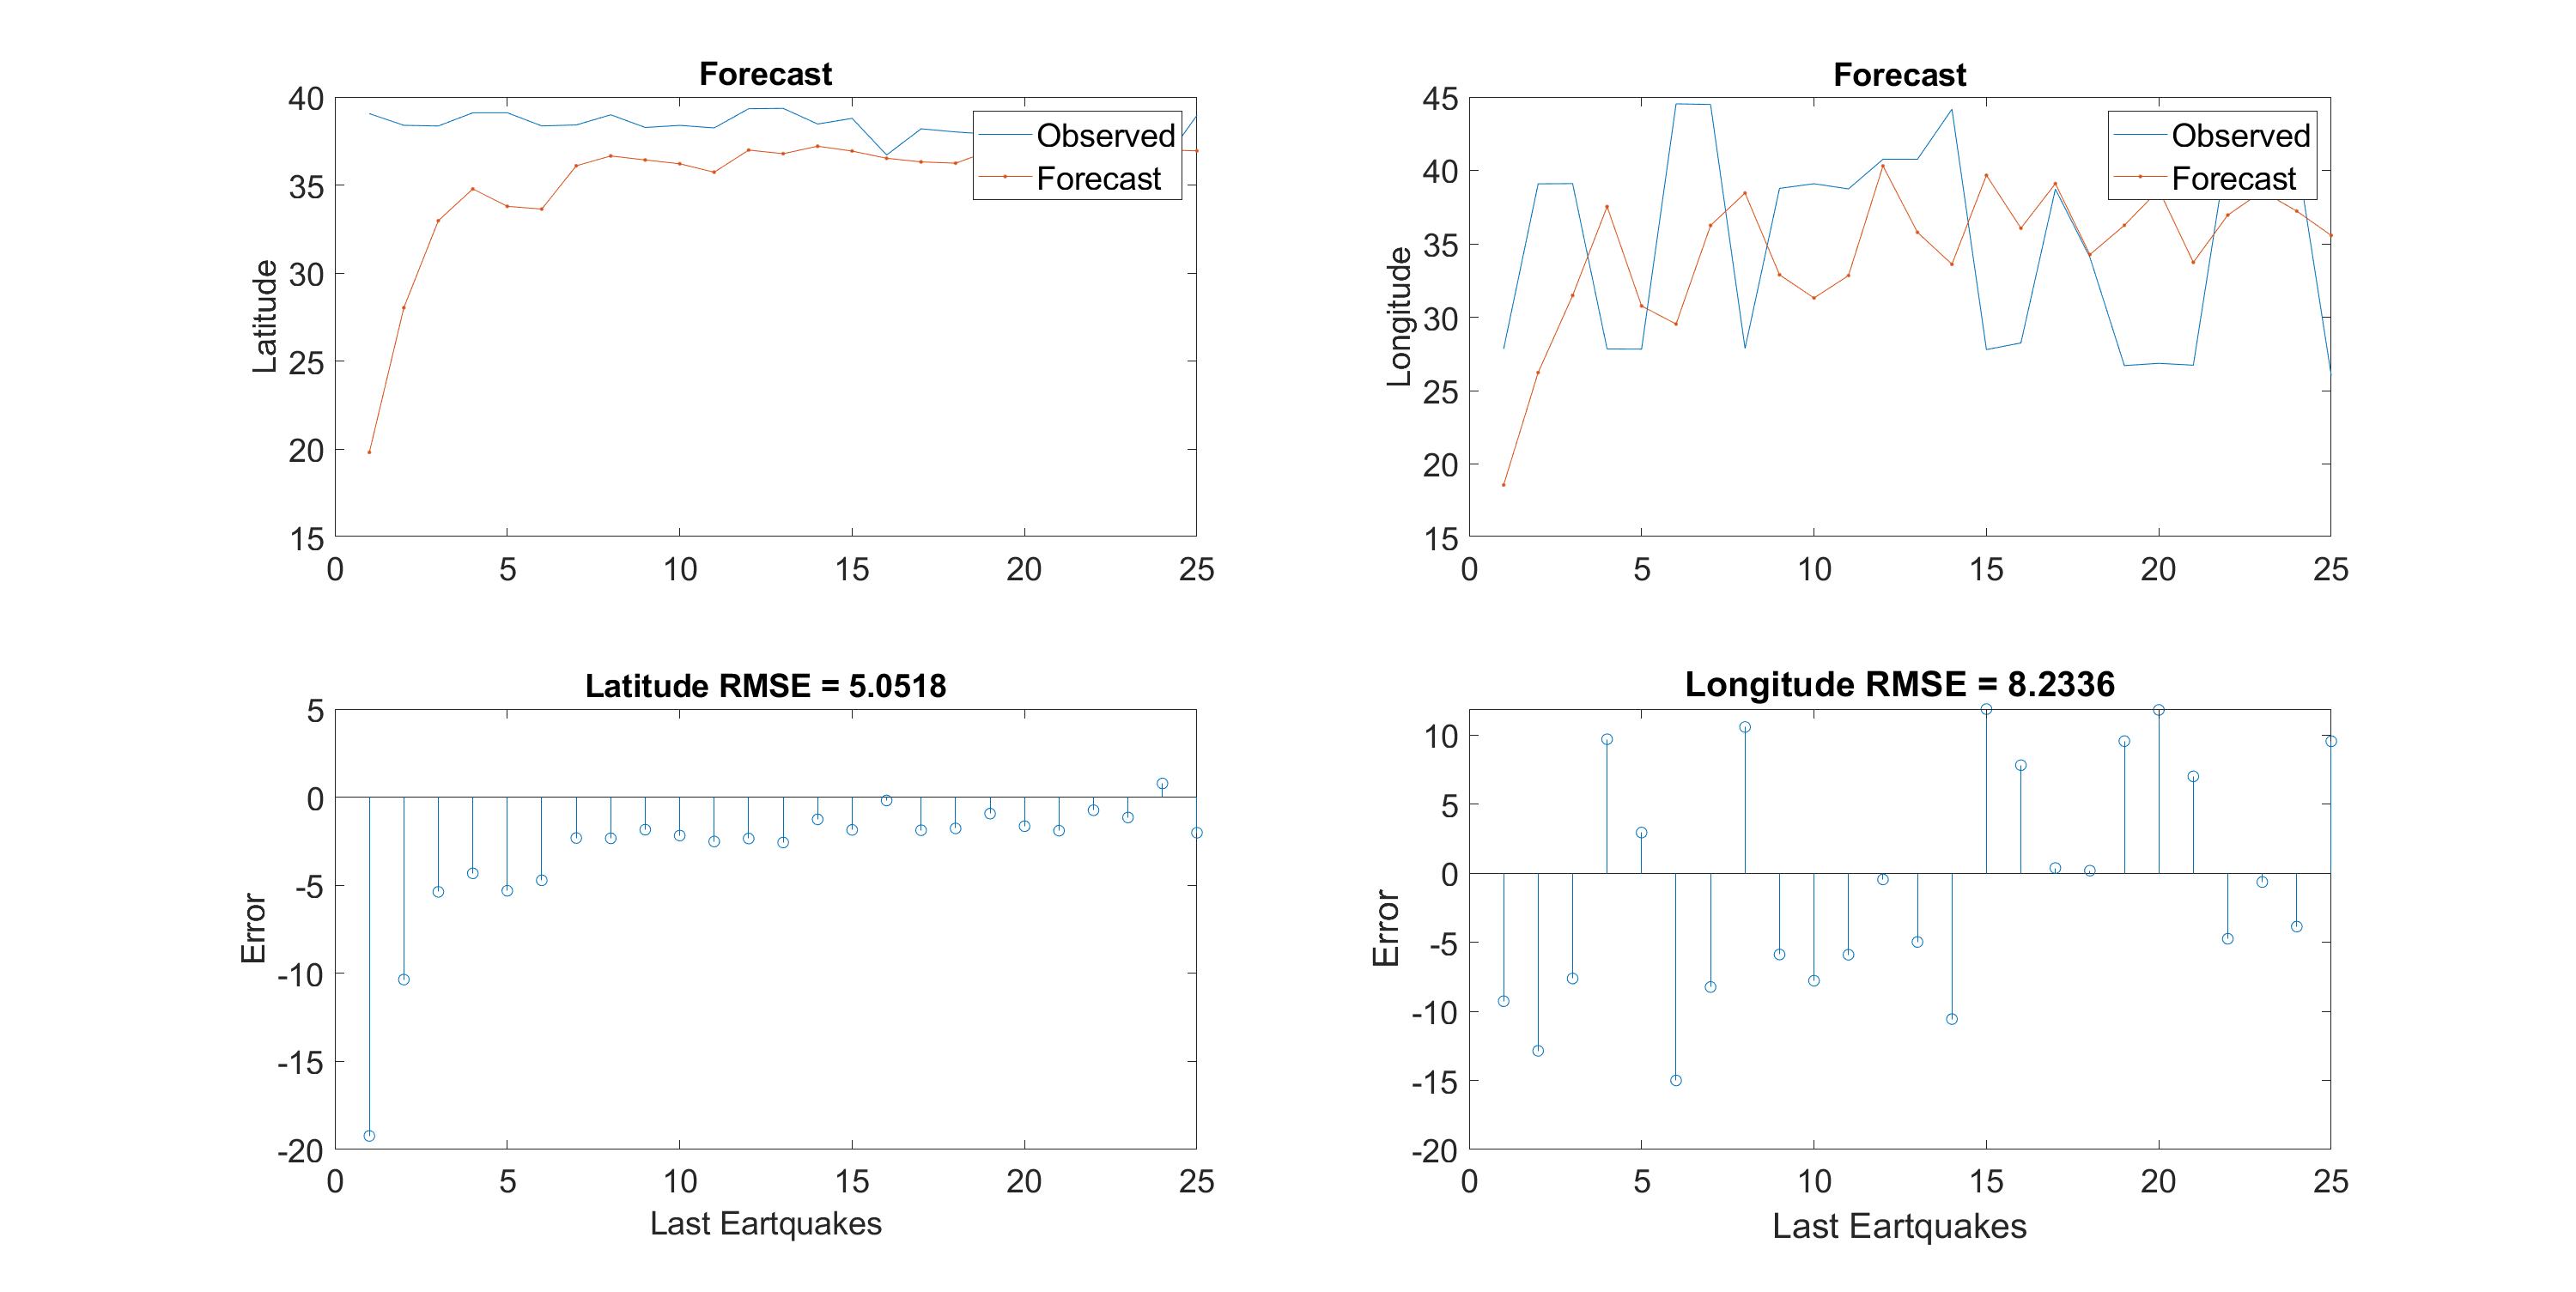 Forecast
40
35
30
25
20
15
Latitude
Observed
Forecast
0 5 10 15 20 25
Forecast
45
40
35
30
25
20
15
Longitude
Observed
Forecast
0 5 10 15 20 25
Latitude RMSE = 5.0518
5
0
-5
-10
-15
-20
Error
0 5 10 15 20 25
Last Eartquakes
Longitude RMSE = 8.2336
10
5
0
-5
-10
-15
-20
Error
0 5 10 15 20 25
Last Eartquakes